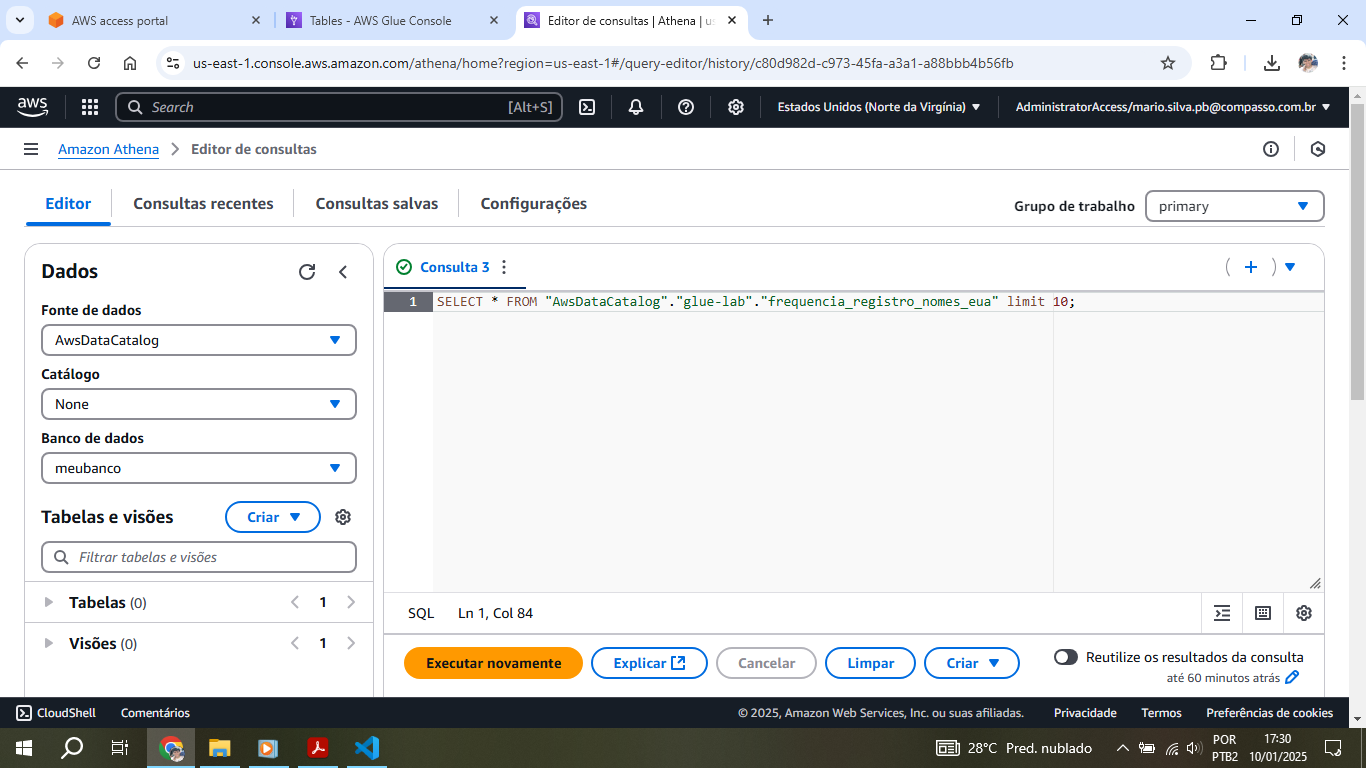 AWS access portal
Tables - AWS Glue Console
Editor de consultas | Athena | us
us-east-1.console.aws.amazon.com/athena/home?region=us-east-1#/query-editor/history/c80d982d-c973-45fa-a3a1-a88bbb4b56fb
aws
Search
[Alt+S]
Estados Unidos (Norte da Virgínia)
AdministratorAccess/mario.silva.pb@compasso.com.br
Amazon Athena
Editor de consultas
Editor
Consultas recentes
Consultas salvas
Configurações
Grupo de trabalho
primary
Dados
Fonte de dados
AwsDataCatalog
Catálogo
None
Banco de dados
meubanco
Tabelas e visões
Criar
Filtrar tabelas e visões
Tabelas (0)
1
Visões (0)
1
Consulta 3
1
SELECT * FROM "AwsDataCatalog"."glue-lab"."frequencia_registro_nomes_eua" limit 10;
SQL
Ln 1, Col 84
Executar novamente
Explicar
Cancelar
Limpar
Criar
Reutilize os resultados da consulta
até 60 minutos atrás
CloudShell
Comentários
© 2025, Amazon Web Services, Inc. ou suas afiliadas.
Privacidade
Termos
Preferências de cookies
28°C Pred. nublado
POR
PTB2
17:30
10/01/2025